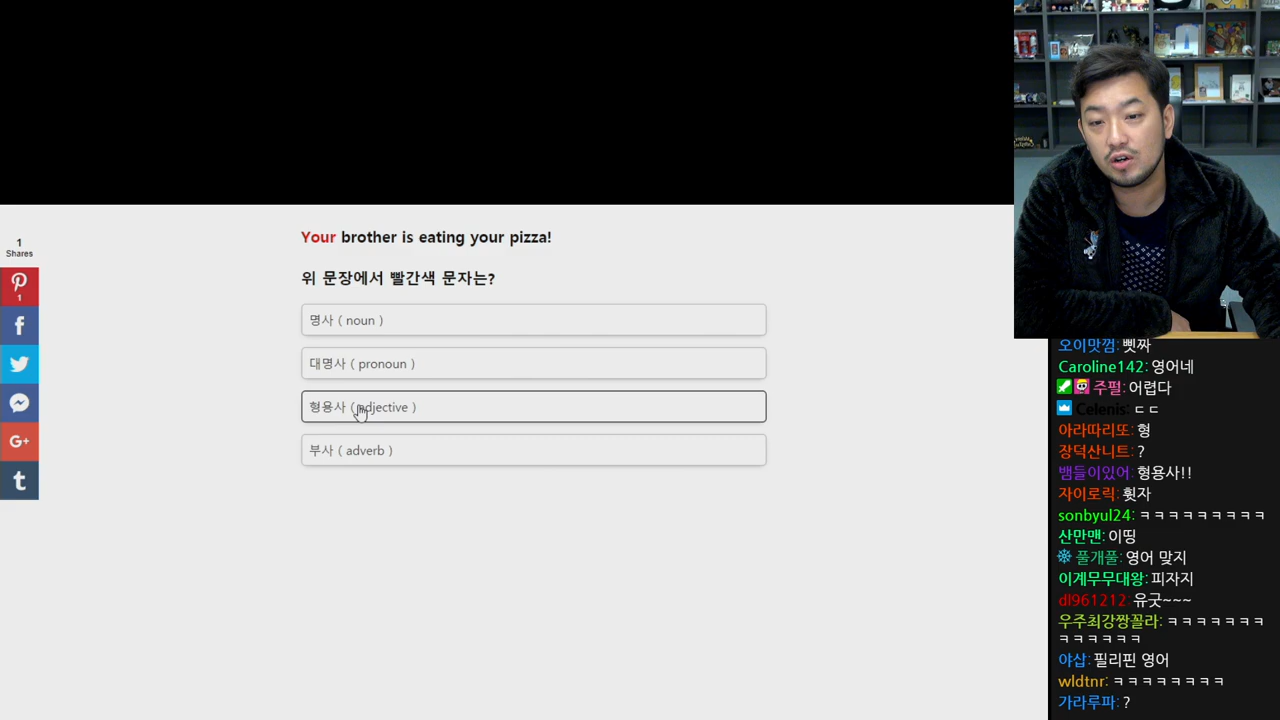 Your brother is eating your pizza!
위 문장에서 빨간색 문자는?
명사 ( noun )
대명사 ( pronoun )
형용사 ( adjective )
부사 ( adverb )
1
Shares
1
f
G+
t
오이맛껌: 삣짜
Caroline142: 영어네
주펄: 어렵다
Celenis: ㄷㄷ
아라따리또: 형
장덕산니트: ?
뱀들이있어: 형용사!!
자이로릭: 휫자
sonbyul24: ㅋㅋㅋㅋㅋㅋㅋㅋㅋ
산만맨: 이띵
풀개풀: 영어 맞지
이계무무대왕: 피자지
dl961212: 유굿~~~
우주최강짱꼴라: ㅋㅋㅋㅋㅋㅋㅋ
ㅋㅋㅋㅋㅋㅋ
야삽: 필리핀 영어
wldtnr: ㅋㅋㅋㅋㅋㅋㅋㅋ
가라루파: ?